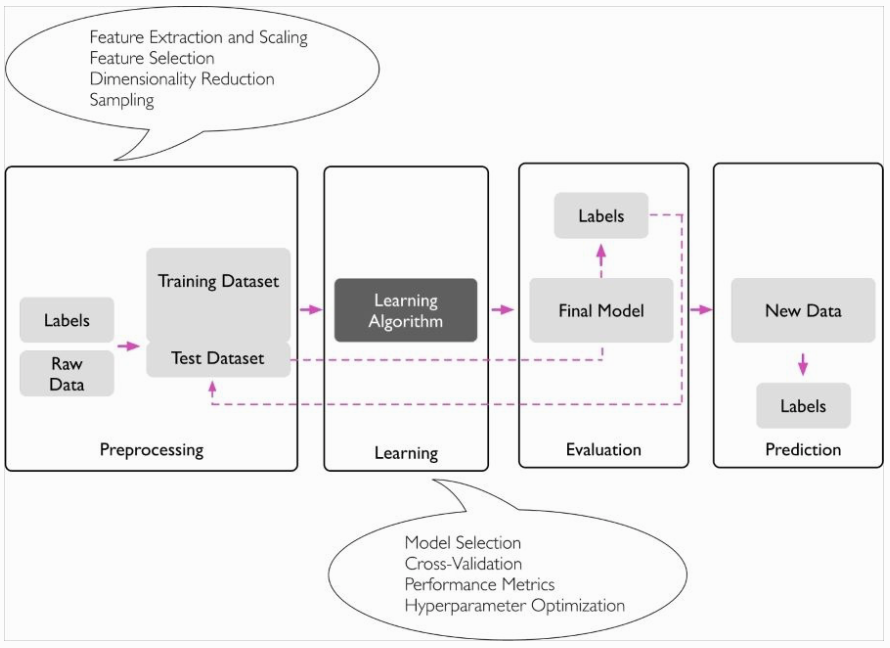 Feature Extraction and Scaling
Feature Selection
Dimensionality Reduction
Sampling
Labels
Raw
Data
Training Dataset
Test Dataset
Preprocessing
Learning
Algorithm
Learning
Labels
Final Model
Evaluation
New Data
Labels
Prediction
Model Selection
Cross-Validation
Performance Metrics
Hyperparameter Optimization